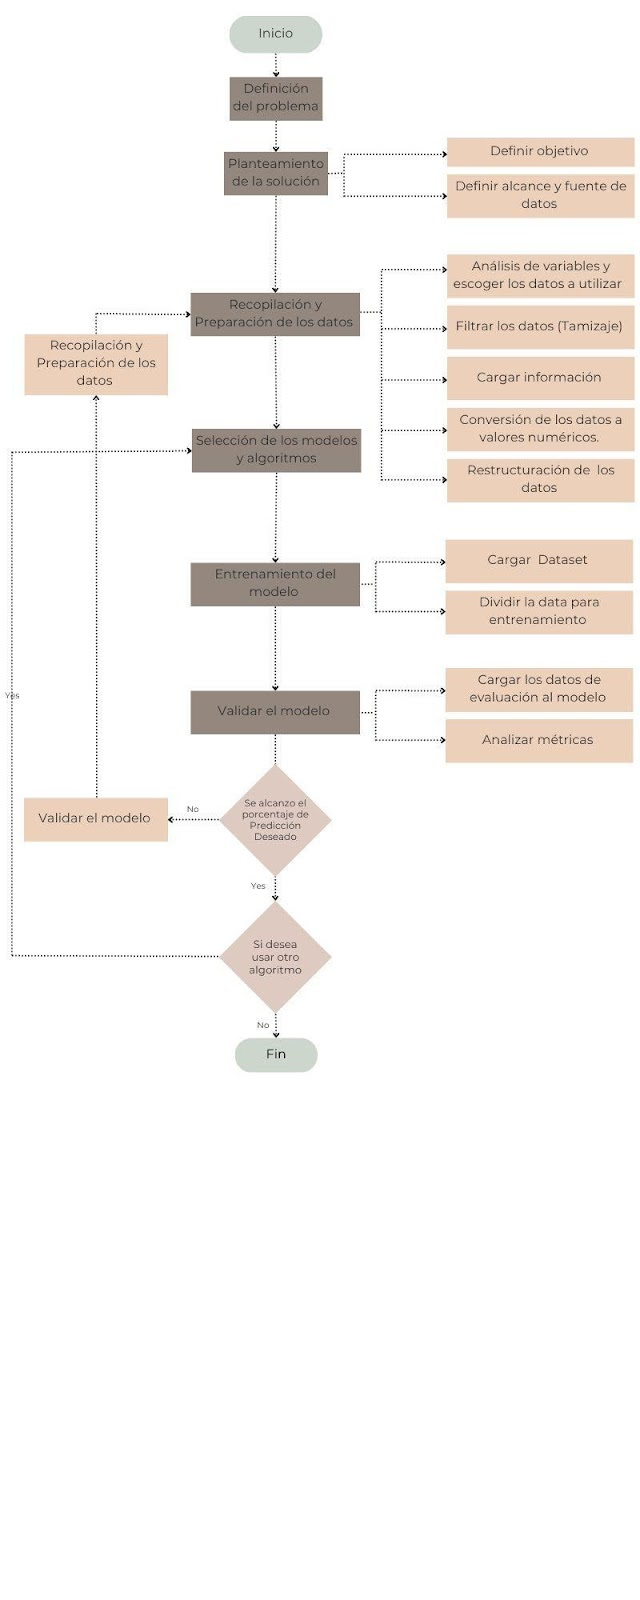 Inicio
Definición
del problema
Planteamiento
de la solución
Definir objetivo
Definir alcance y fuente de
datos
Recopilación y
Preparación de los datos
Análisis de variables y
escoger los datos a utilizar
Filtrar los datos (Tamizaje)
Cargar información
Conversión de los datos a
valores numéricos.
Restructuración de los
datos
Recopilación y
Preparación de los
datos
Selección de los modelos
y algoritmos
Entrenamiento del
modelo
Cargar Dataset
Dividir la data para
entrenamiento
Validar el modelo
Cargar los datos de
evaluación al modelo
Analizar métricas
Yes
Se alcanzo el
porcentaje de
Predicción
Deseado
No
Validar el modelo
Yes
Si desea
usar otro
algoritmo
No
Fin